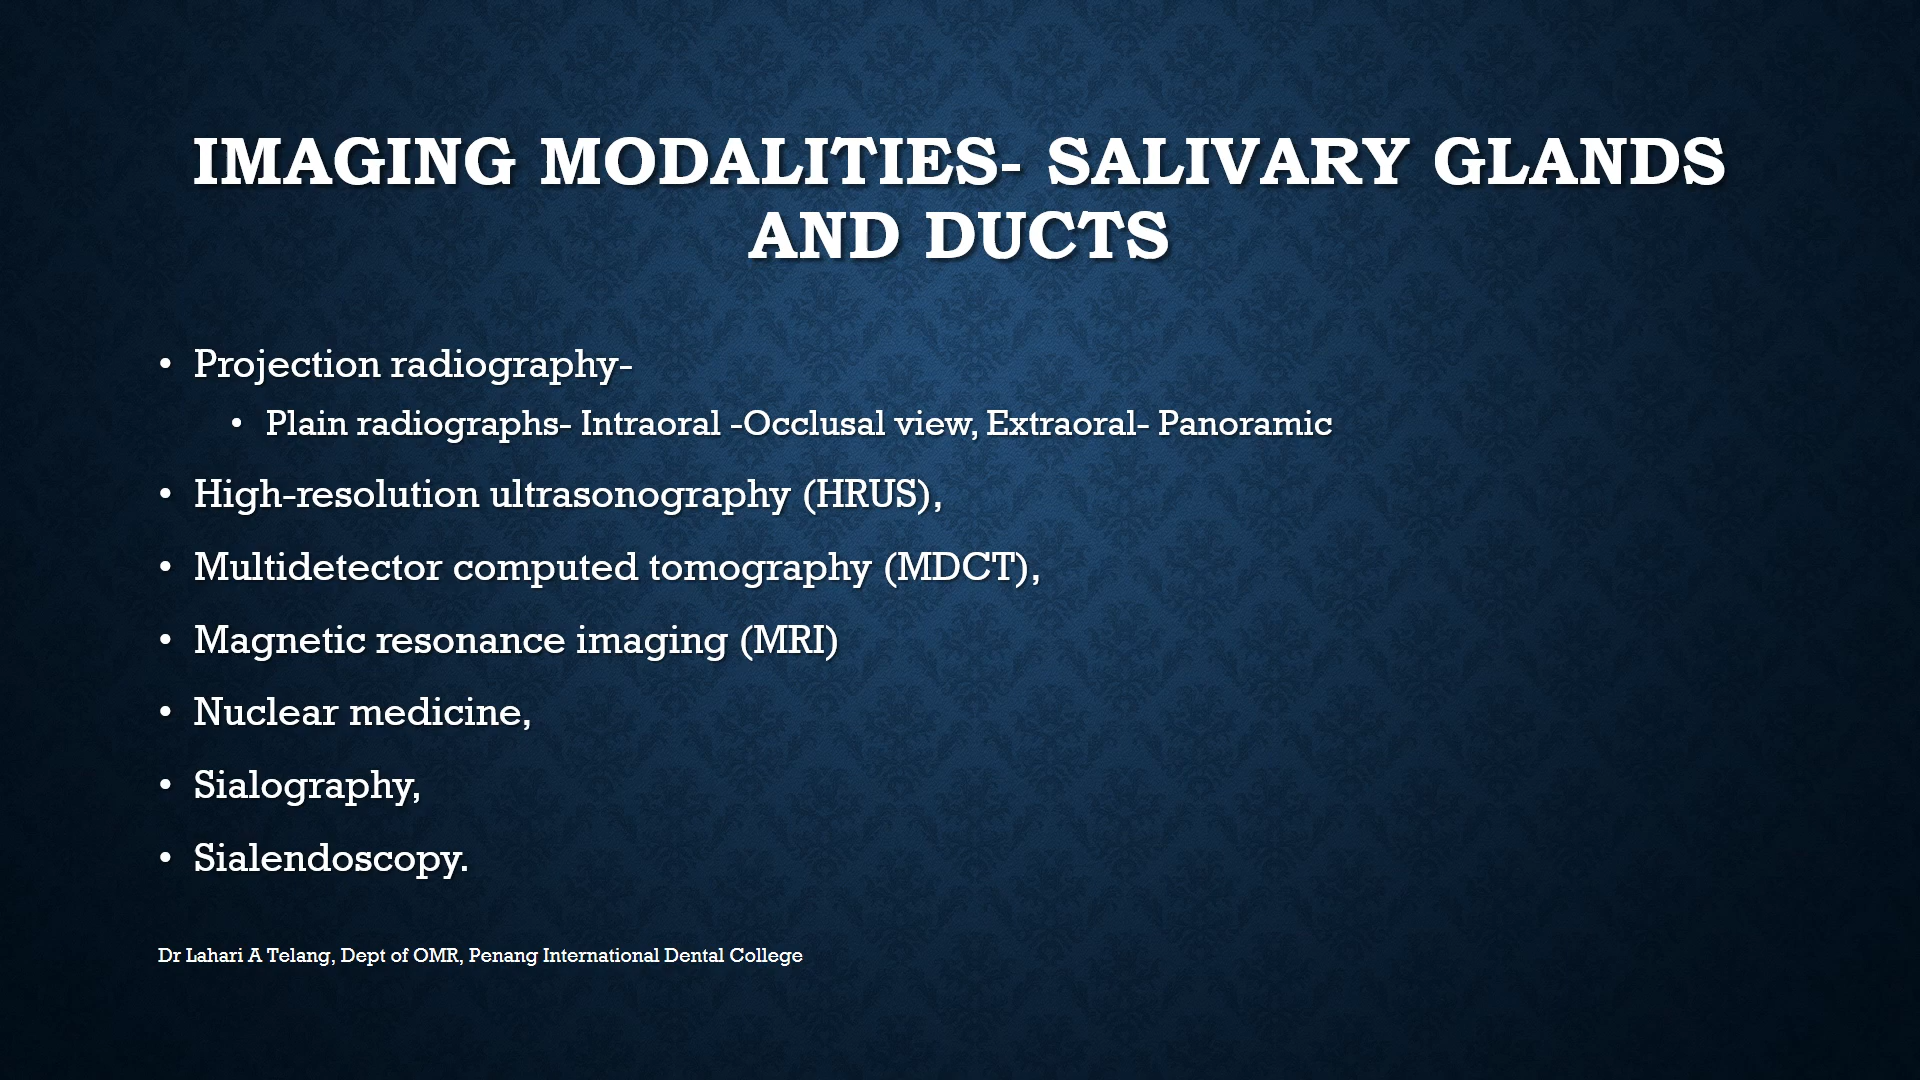 IMAGING MODALITIES- SALIVARY GLANDS
AND DUCTS
• Projection radiography-
• Plain radiographs- Intraoral -Occlusal view, Extraoral- Panoramic
• High-resolution ultrasonography (HRUS),
• Multidetector computed tomography (MDCT),
• Magnetic resonance imaging (MRI)
• Nuclear medicine,
• Sialography,
• Sialendoscopy.
Dr Lahari A Telang, Dept of OMR, Penang International Dental College